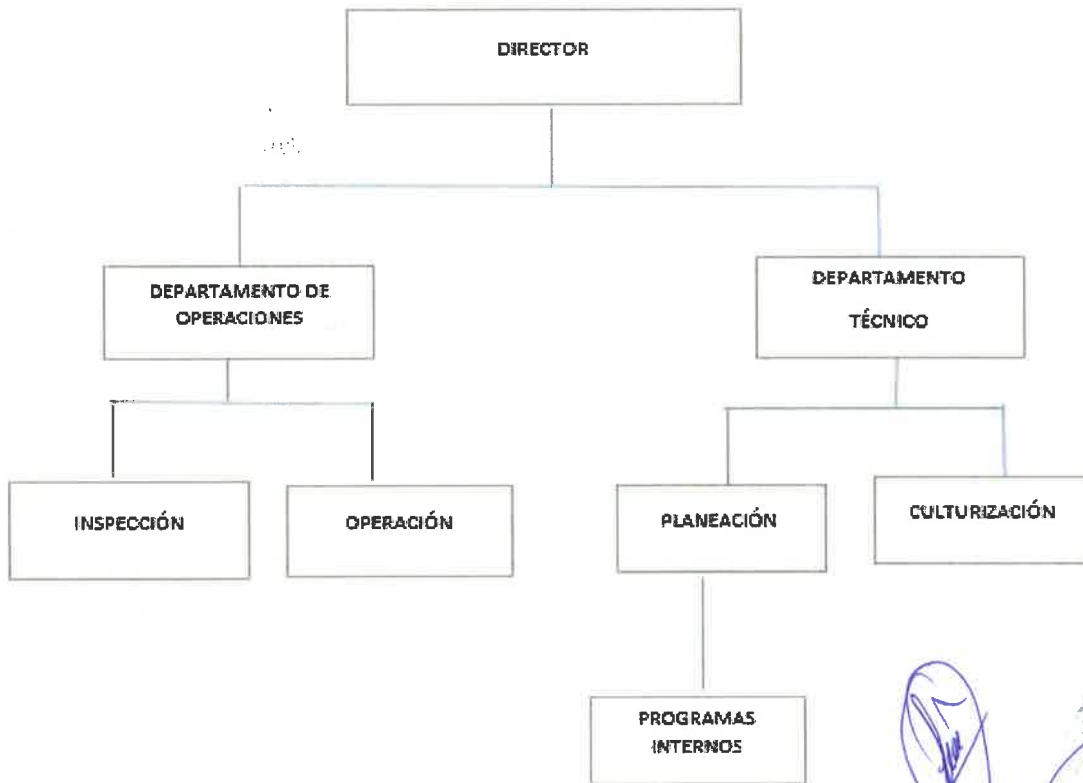 DIRECTOR
DEPARTAMENTO DE
OPERACIONES
DEPARTAMENTO
TÉCNICO
INSPECCIÓN
OPERACIÓN
PLANEACIÓN
CULTURIZACIÓN
PROGRAMAS
INTERNOS